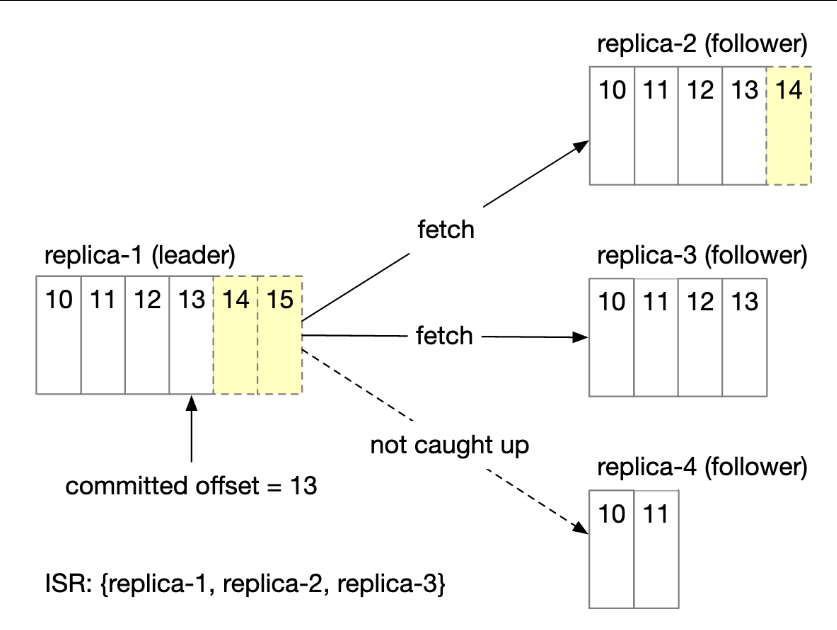 replica-2 (follower)
10 11 12 13 14
fetch
replica-1 (leader)
10 11 12 13 14 15
replica-3 (follower)
10 11 12 13
fetch
not caught up
committed offset = 13
replica-4 (follower)
10 11
ISR: {replica-1, replica-2, replica-3}